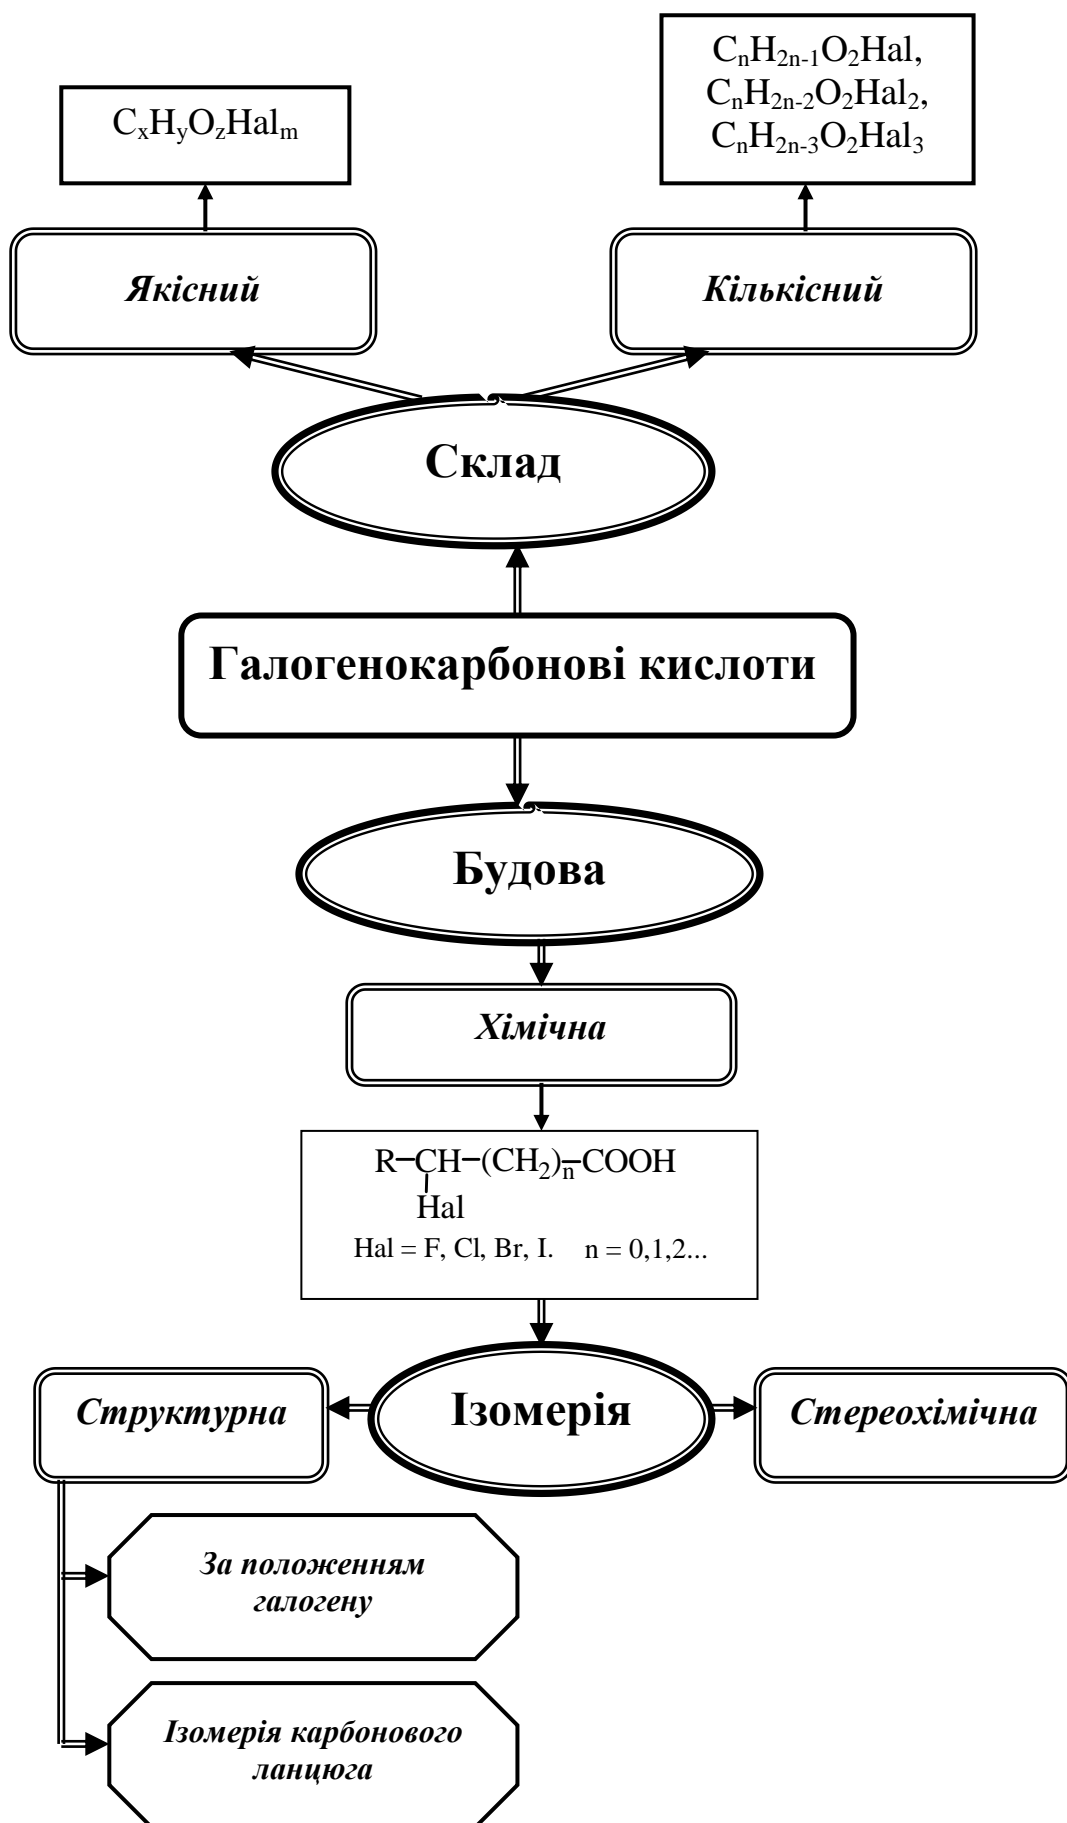 CₙH₂ₙ₋₁O₂Hal,
CₙH₂ₙ₋₂O₂Hal₂,
CₙH₂ₙ₋₃O₂Hal₃
CₓHᵧO_zHalₘ
Якісний
Кількісний
Склад
Галогенокарбонові кислоти
Будова
Хімічна
R–CH–(CH₂)ₙ–COOH
Hal
Hal = F, Cl, Br, I. n = 0,1,2...
Структурна
Ізомерія
Стереохімічна
За положенням
галогену
Ізомерія карбонового
ланцюга